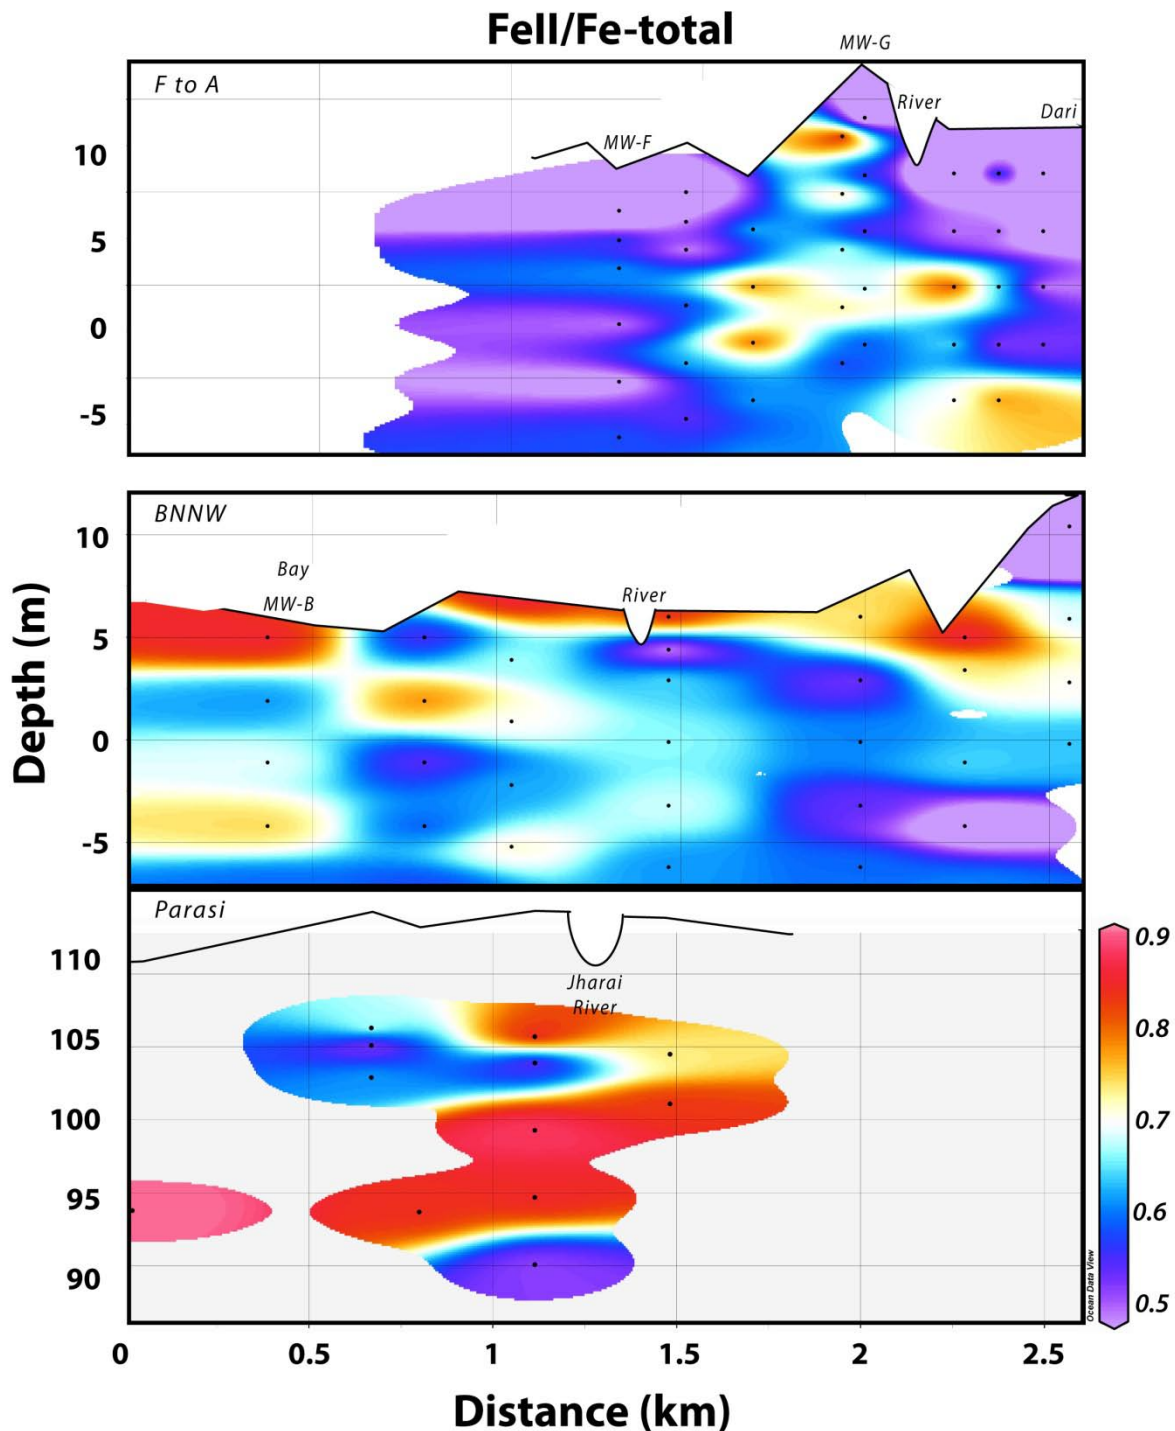 FeII/Fe-total
MW-G
F to A
River
Dari
MW-F
10
5
0
-5
BNNW
10
Bay
MW-B
River
5
0
-5
Depth (m)
Parasi
110
Jharai
River
105
100
95
90
0.9
0.8
0.7
0.6
0.5
Ocean Data View
0 0.5 1 1.5 2 2.5
Distance (km)